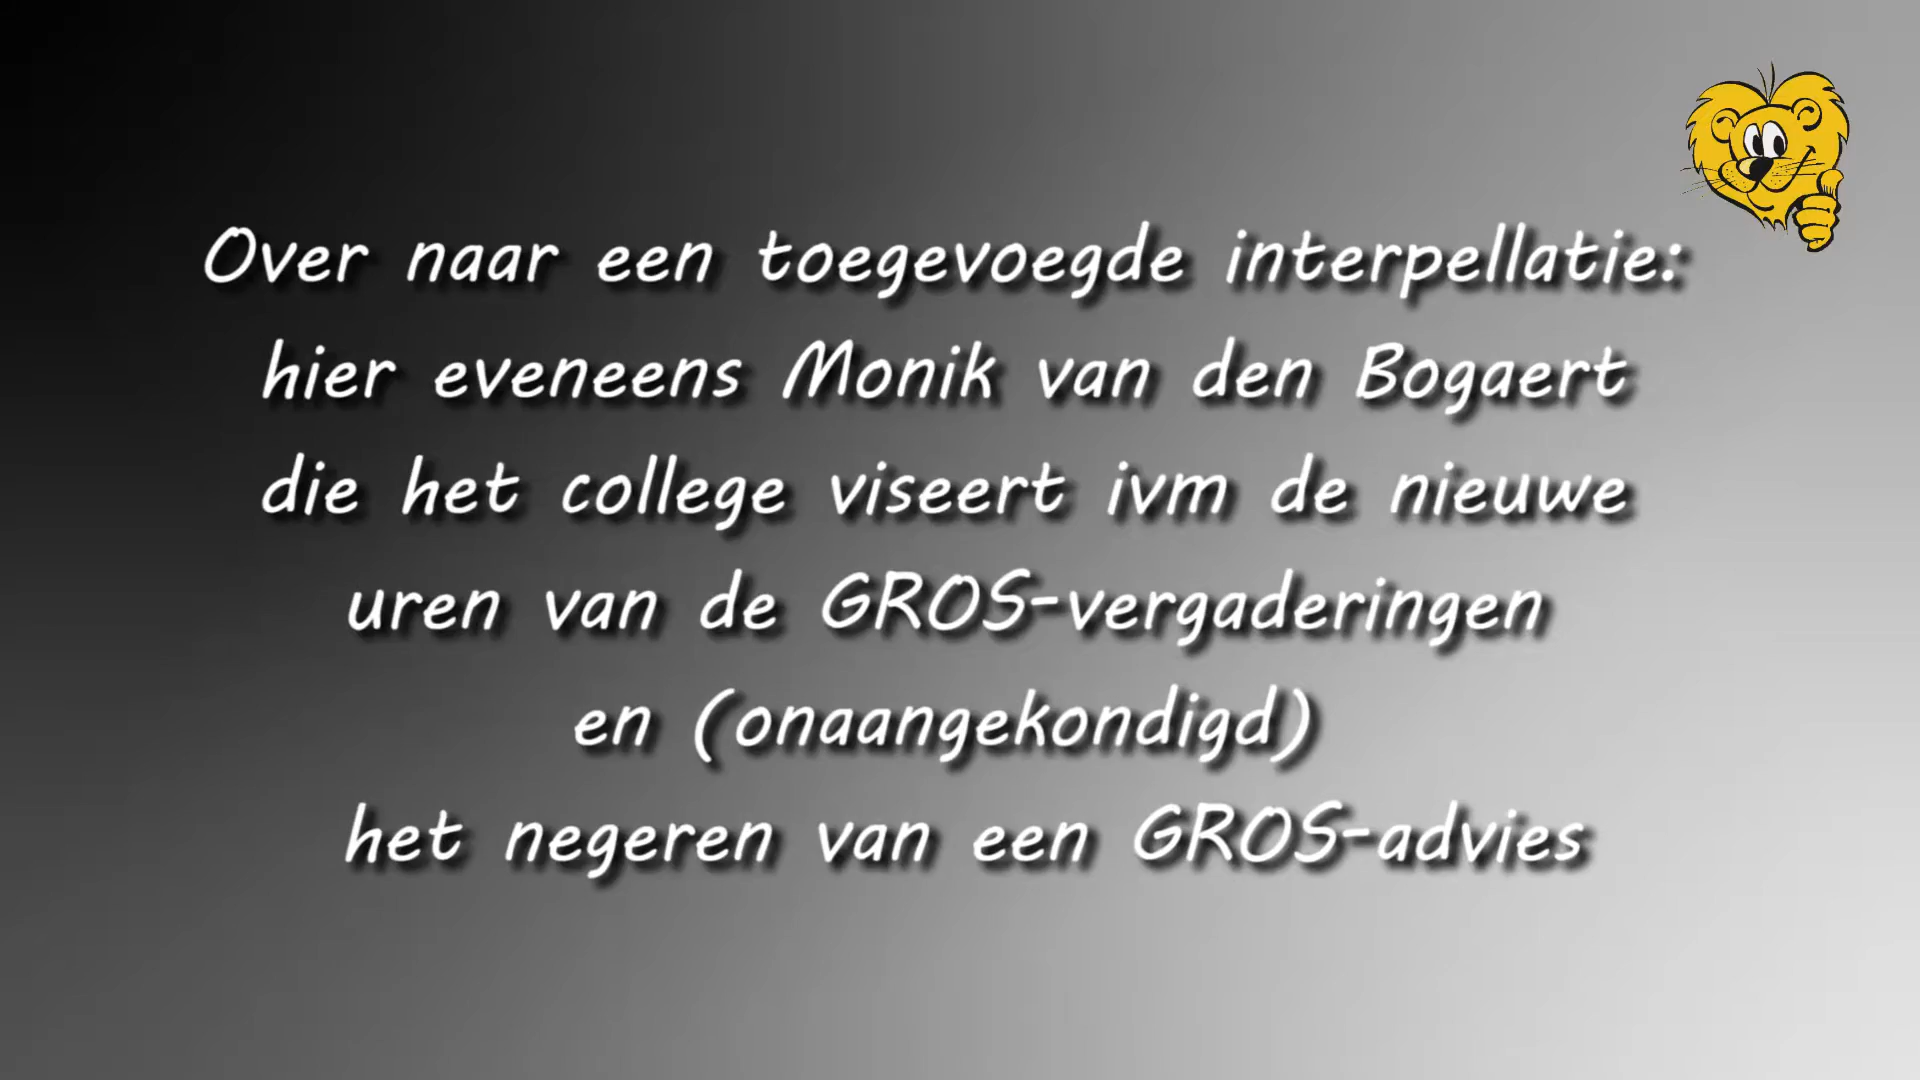 Over naar een toegevoegde interpellatie:
hier eveneens Monik van den Bogaert
die het college viseert ivm de nieuwe
uren van de GROS-vergaderingen
en (onaangekondigd)
het negeren van een GROS-advies